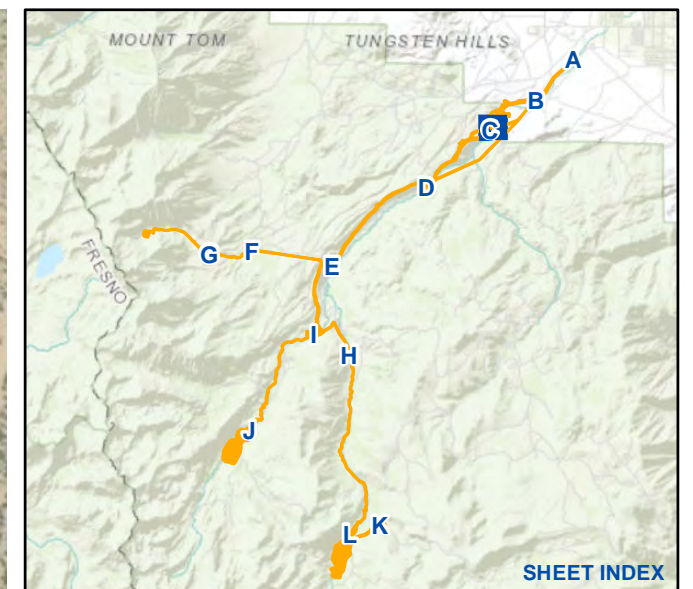 MOUNT TOM
TUNGSTEN HILLS
A
B
C
D
FRESNO
G
F
E
I
H
J
K
L
SHEET INDEX